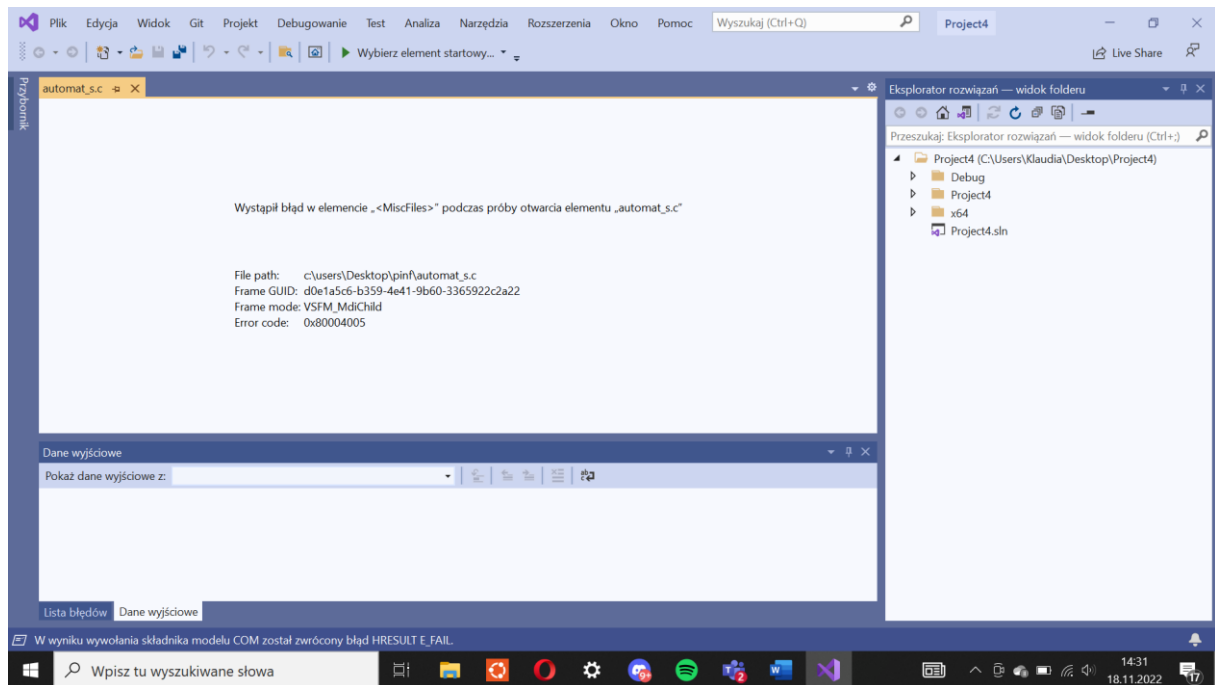 Plik Edycja Widok Git Projekt Debugowanie Test Analiza Narzędzia Rozszerzenia Okno Pomoc Wyszukaj (Ctrl+Q) Project4
Wybierz element startowy... Live Share
Przybornik
automat_s.c
Eksplorator rozwiązań — widok folderu
Przeszukaj: Eksplorator rozwiązań — widok folderu (Ctrl+;)
Project4 (C:\Users\Klaudia\Desktop\Project4)
Debug
Project4
x64
Project4.sln
Wystąpił błąd w elemencie „<MiscFiles>” podczas próby otwarcia elementu „automat_s.c”
File path: c:\users\Desktop\pinf\automat_s.c
Frame GUID: d0e1a5c6-b359-4e41-9b60-3365922c2a22
Frame mode: VSFM_MdiChild
Error code: 0x80004005
Dane wyjściowe
Pokaż dane wyjściowe z:
Lista błędów Dane wyjściowe
W wyniku wywołania składnika modelu COM został zwrócony błąd HRESULT E_FAIL.
Wpisz tu wyszukiwane słowa
14:31
18.11.2022
17